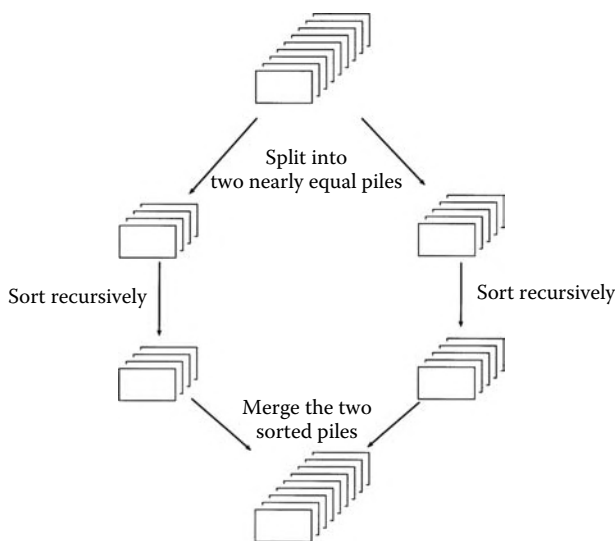 Split into
two nearly equal piles
Sort recursively
Sort recursively
Merge the two
sorted piles